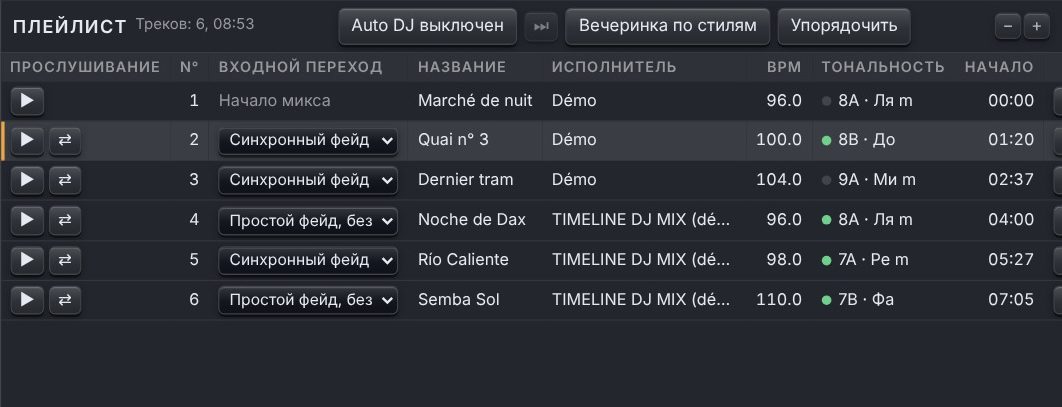 ПЛЕЙЛИСТ Треков: 6, 08:53 Auto DJ выключен Вечеринка по стилям Упорядочить
ПРОСЛУШИВАНИЕ N° ВХОДНОЙ ПЕРЕХОД НАЗВАНИЕ ИСПОЛНИТЕЛЬ BPM ТОНАЛЬНОСТЬ НАЧАЛО
1 Начало микса Marché de nuit Démo 96.0 8A · Ля m 00:00
2 Синхронный фейд Quai n° 3 Démo 100.0 8B · До 01:20
3 Синхронный фейд Dernier tram Démo 104.0 9A · Ми m 02:37
4 Простой фейд, без Noche de Dax TIMELINE DJ MIX (dé... 96.0 8A · Ля m 04:00
5 Синхронный фейд Río Caliente TIMELINE DJ MIX (dé... 98.0 7A · Ре m 05:27
6 Простой фейд, без Semba Sol TIMELINE DJ MIX (dé... 110.0 7B · Фа 07:05